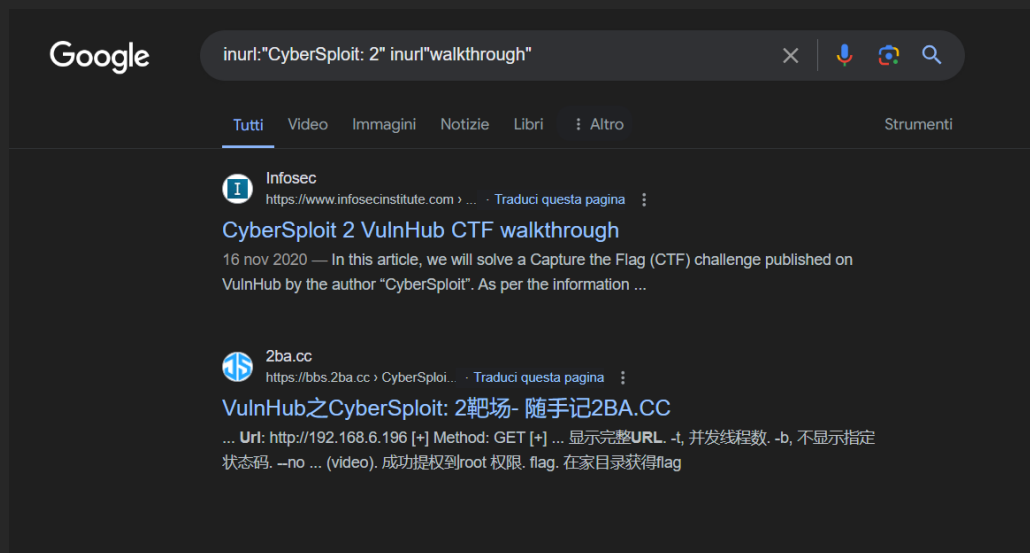 Google
inurl:"CyberSploit: 2" inurl"walkthrough"
Tutti Video Immagini Notizie Libri Altro Strumenti
Infosec
https://www.infosecinstitute.com › ... · Traduci questa pagina
CyberSploit 2 VulnHub CTF walkthrough
16 nov 2020 — In this article, we will solve a Capture the Flag (CTF) challenge published on
VulnHub by the author “CyberSploit”. As per the information ...
2ba.cc
https://bbs.2ba.cc › CyberSploi... · Traduci questa pagina
VulnHub之CyberSploit: 2靶场- 随手记2BA.CC
... Url: http://192.168.6.196 [+] Method: GET [+] ... 显示完整URL. -t, 并发线程数. -b, 不显示指定
状态码. --no ... (video). 成功提权到root 权限. flag. 在家目录获得flag